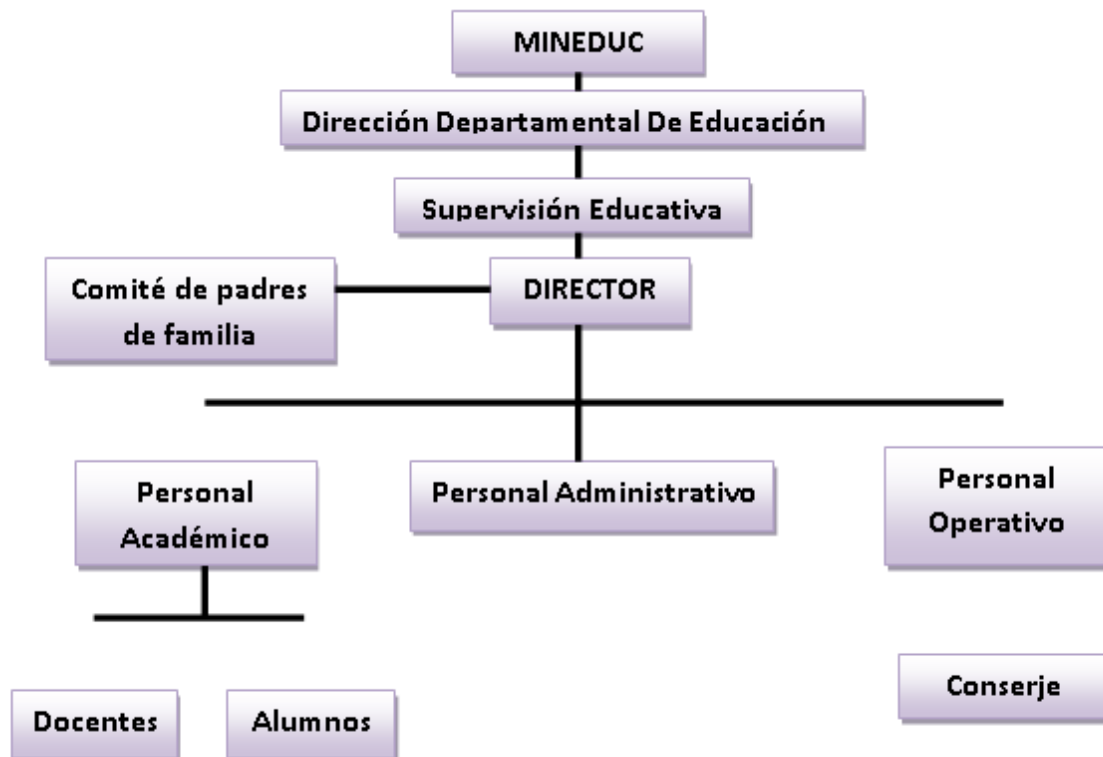 MINEDUC
Dirección Departamental De Educación
Supervisión Educativa
Comité de padres
de familia
DIRECTOR
Personal
Académico
Personal Administrativo
Personal
Operativo
Docentes
Alumnos
Conserje